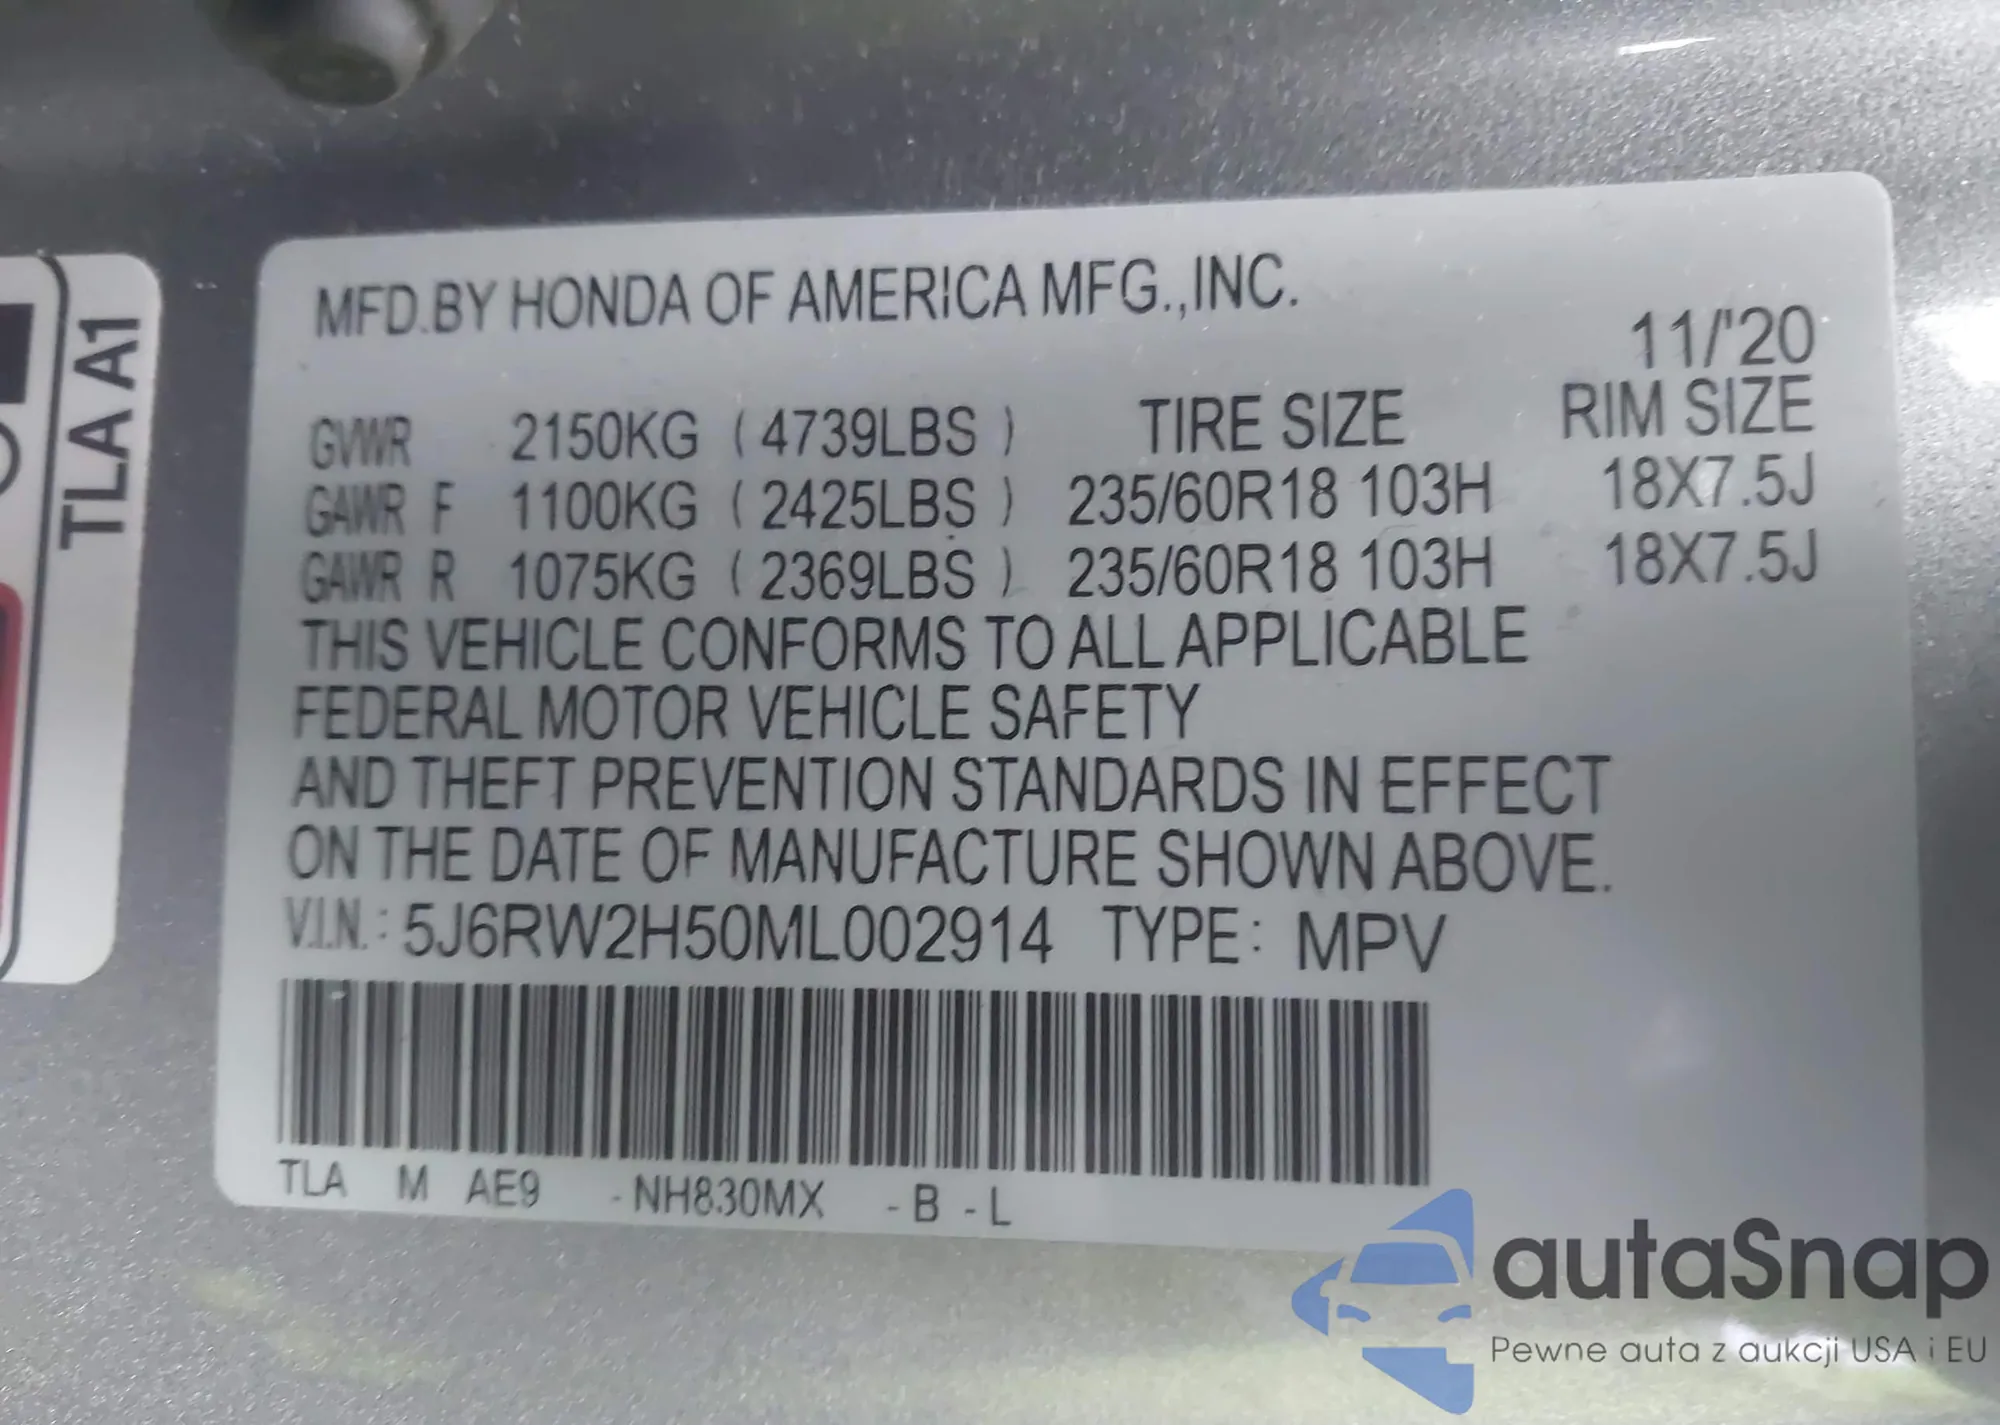 MFD.BY HONDA OF AMERICA MFG.,INC.
11/'20
GVWR 2150KG ( 4739LBS ) TIRE SIZE RIM SIZE
GAWR F 1100KG ( 2425LBS ) 235/60R18 103H 18X7.5J
GAWR R 1075KG ( 2369LBS ) 235/60R18 103H 18X7.5J
THIS VEHICLE CONFORMS TO ALL APPLICABLE
FEDERAL MOTOR VEHICLE SAFETY
AND THEFT PREVENTION STANDARDS IN EFFECT
ON THE DATE OF MANUFACTURE SHOWN ABOVE.
V.I.N.: 5J6RW2H50ML002914 TYPE: MPV
TLA M AE9 -NH830MX -B -L
TLA A1
autaSnap
Pewne auta z aukcji USA i EU